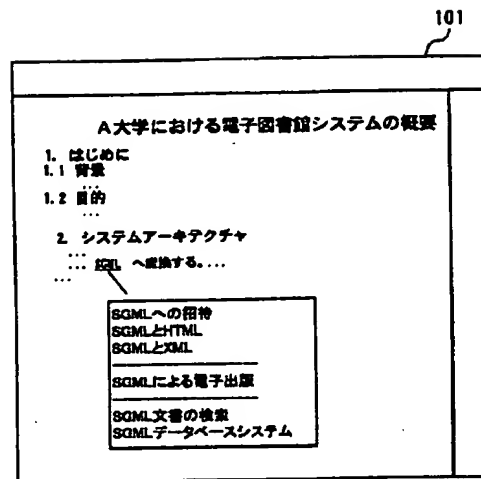 101
A大学における電子図書館システムの概要
1. はじめに
1.1 背景
...
1.2 目的
...
2. システムアーキテクチャ
...
... SGML へ変換する。...
...
SGMLへの招待
SGMLとHTML
SGMLとXML
SGMLによる電子出版
SGML文書の検索
SGMLデータベースシステム